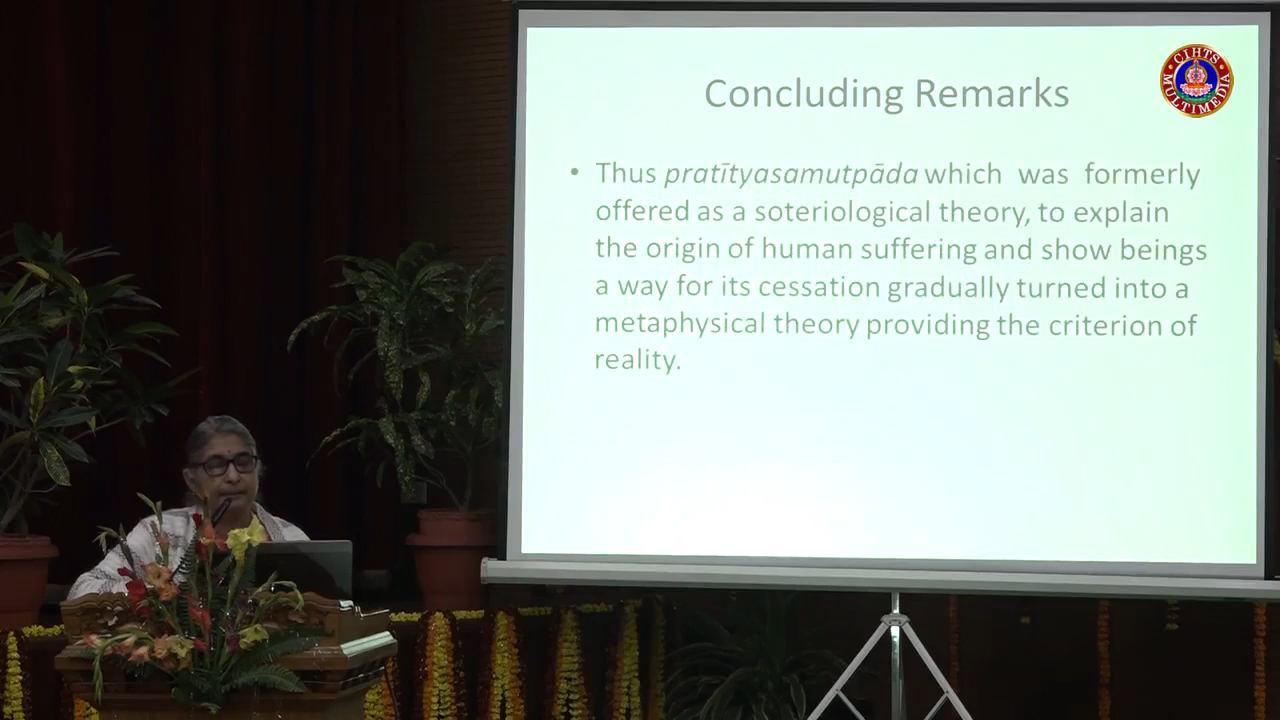 Concluding Remarks
CIHTS
MULTIMEDIA
• Thus pratītyasamutpāda which was formerly
offered as a soteriological theory, to explain
the origin of human suffering and show beings
a way for its cessation gradually turned into a
metaphysical theory providing the criterion of
reality.